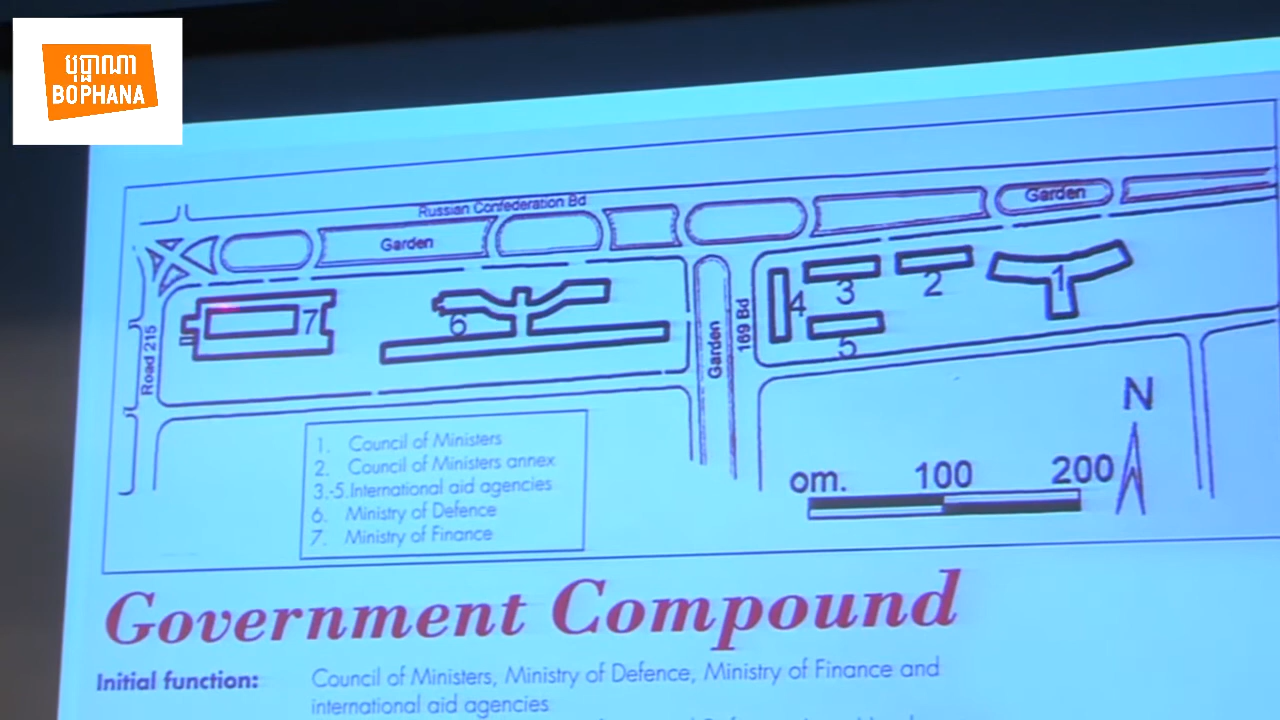 បុប្ផាណា
BOPHANA
Russian Confederation Bd
Garden
Garden
Road 215
Garden
169 Bd
7
6
4
3
2
1
5
N
om. 100 200
1. Council of Ministers
2. Council of Ministers annex
3.-5.International aid agencies
6. Ministry of Defence
7. Ministry of Finance
Government Compound
Initial function: Council of Ministers, Ministry of Defence, Ministry of Finance and
international aid agencies